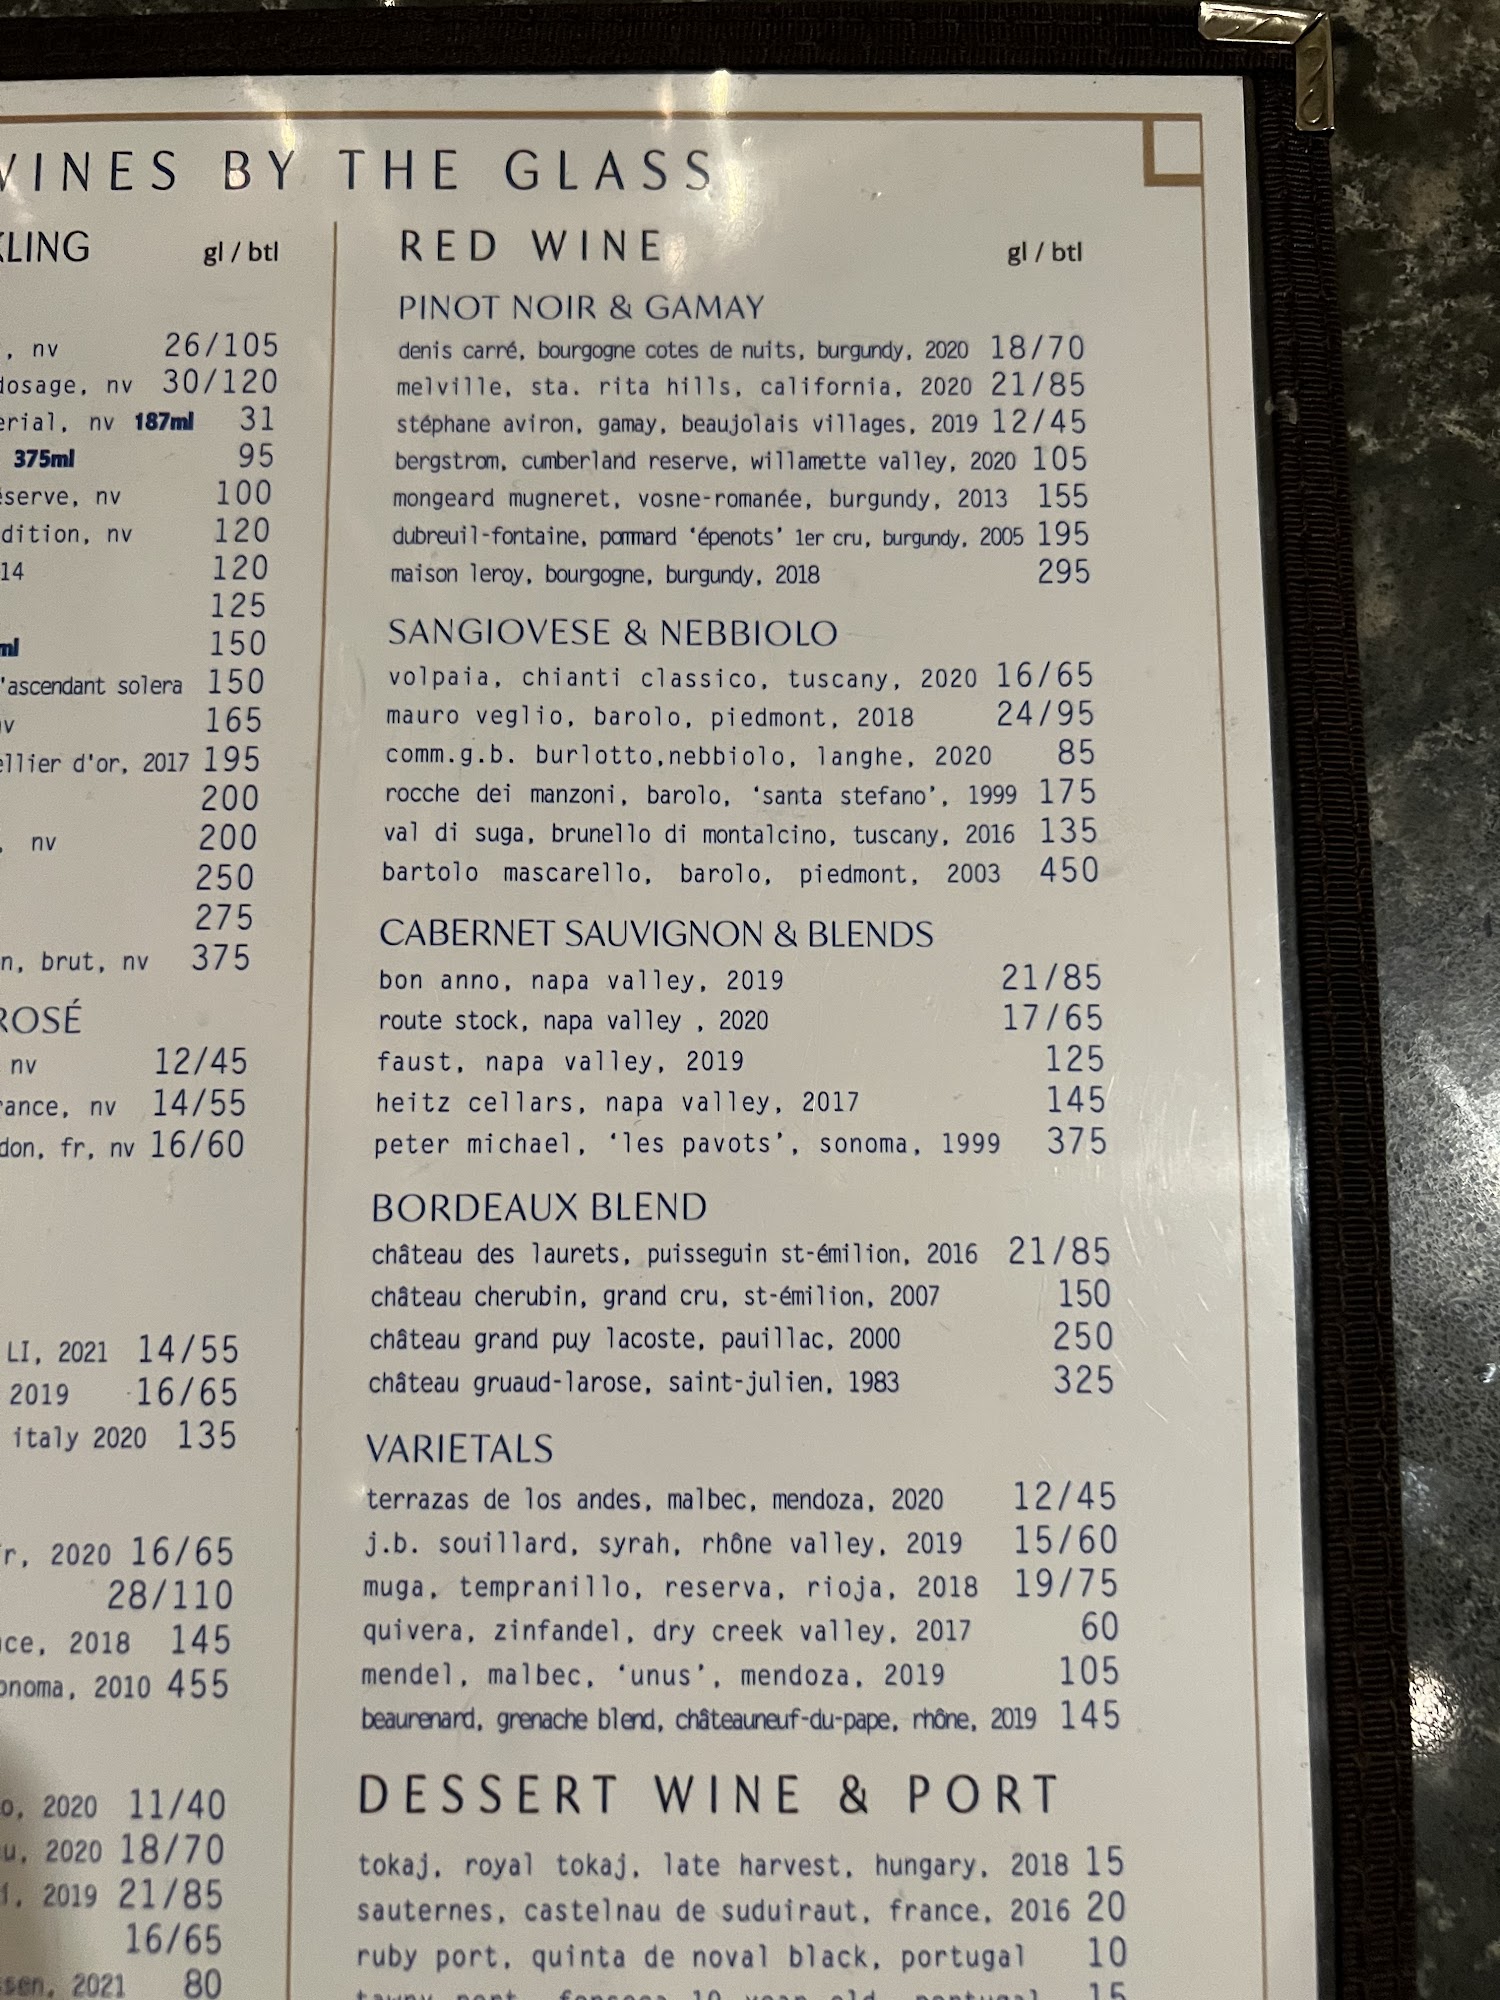 WINES BY THE GLASS
gl / btl
, nv 26/105
dosage, nv 30/120
nv 187ml 31
375ml 95
nv 100
nv 120
14 120
125
ml 150
ascendant solera 150
165
d'or, 2017 195
200
, nv 200
250
275
brut, nv 375
ROSÉ
nv 12/45
nv 14/55
fr, nv 16/60
LI, 2021 14/55
2019 16/65
italy 2020 135
2020 16/65
28/110
2018 145
2010 455
2020 11/40
2020 18/70
2019 21/85
16/65
2021 80
RED WINE gl / btl
PINOT NOIR & GAMAY
denis carré, bourgogne cotes de nuits, burgundy, 2020 18/70
melville, sta. rita hills, california, 2020 21/85
stéphane aviron, gamay, beaujolais villages, 2019 12/45
bergstrom, cumberland reserve, willamette valley, 2020 105
mongeard mugneret, vosne-romanée, burgundy, 2013 155
dubreuil-fontaine, pommard ‘épenots’ 1er cru, burgundy, 2005 195
maison leroy, bourgogne, burgundy, 2018 295
SANGIOVESE & NEBBIOLO
volpaia, chianti classico, tuscany, 2020 16/65
mauro veglio, barolo, piedmont, 2018 24/95
comm.g.b. burlotto,nebbiolo, langhe, 2020 85
rocche dei manzoni, barolo, ‘santa stefano’, 1999 175
val di suga, brunello di montalcino, tuscany, 2016 135
bartolo mascarello, barolo, piedmont, 2003 450
CABERNET SAUVIGNON & BLENDS
bon anno, napa valley, 2019 21/85
route stock, napa valley , 2020 17/65
faust, napa valley, 2019 125
heitz cellars, napa valley, 2017 145
peter michael, ‘les pavots’, sonoma, 1999 375
BORDEAUX BLEND
château des laurets, puisseguin st-émilion, 2016 21/85
château cherubin, grand cru, st-émilion, 2007 150
château grand puy lacoste, pauillac, 2000 250
château gruaud-larose, saint-julien, 1983 325
VARIETALS
terrazas de los andes, malbec, mendoza, 2020 12/45
j.b. souillard, syrah, rhône valley, 2019 15/60
muga, tempranillo, reserva, rioja, 2018 19/75
quivera, zinfandel, dry creek valley, 2017 60
mendel, malbec, ‘unus’, mendoza, 2019 105
beaurenard, grenache blend, châteauneuf-du-pape, rhône, 2019 145
DESSERT WINE & PORT
tokaj, royal tokaj, late harvest, hungary, 2018 15
sauternes, castelnau de suduiraut, france, 2016 20
ruby port, quinta de noval black, portugal 10
tawny port, fonseca 10 year old, portugal 15